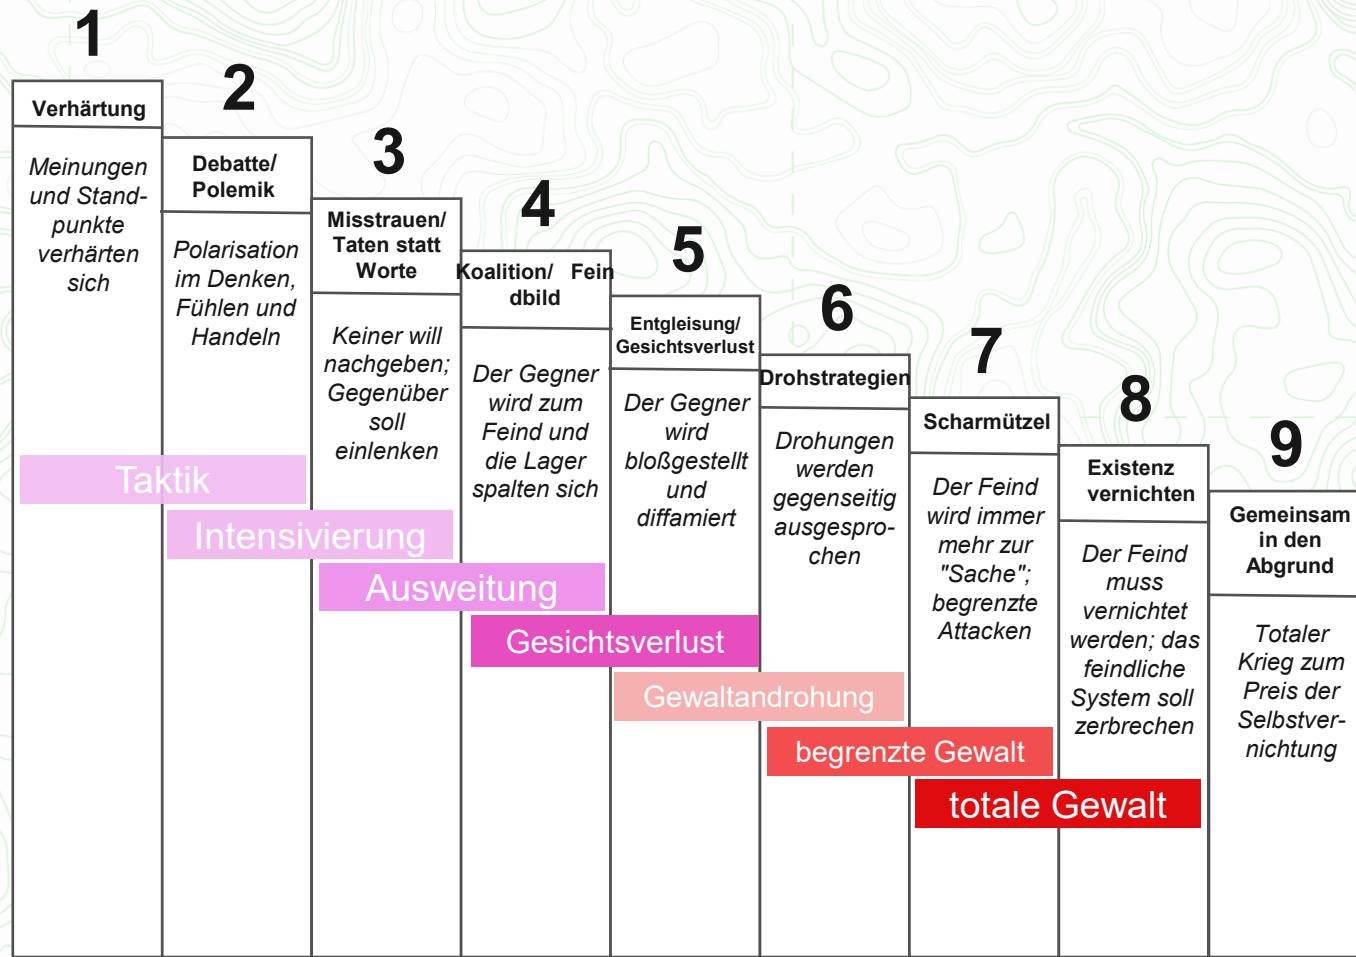 1
Verhärtung
Meinungen
und Stand-
punkte
verhärten
sich
2
Debatte/
Polemik
Polarisation
im Denken,
Fühlen und
Handeln
3
Misstrauen/
Taten statt
Worte
Keiner will
nachgeben;
Gegenüber
soll
einlenken
4
Koalition/ Fein
dbild
Der Gegner
wird zum
Feind und
die Lager
spalten sich
5
Entgleisung/
Gesichtsverlust
Der Gegner
wird
bloßgestellt
und
diffamiert
6
Drohstrategien
Drohungen
werden
gegenseitig
ausgespro-
chen
7
Scharmützel
Der Feind
wird immer
mehr zur
"Sache";
begrenzte
Attacken
8
Existenz
vernichten
Der Feind
muss
vernichtet
werden; das
feindliche
System soll
zerbrechen
9
Gemeinsam
in den
Abgrund
Totaler
Krieg zum
Preis der
Selbstver-
nichtung
Taktik
Intensivierung
Ausweitung
Gesichtsverlust
Gewaltandrohung
begrenzte Gewalt
totale Gewalt